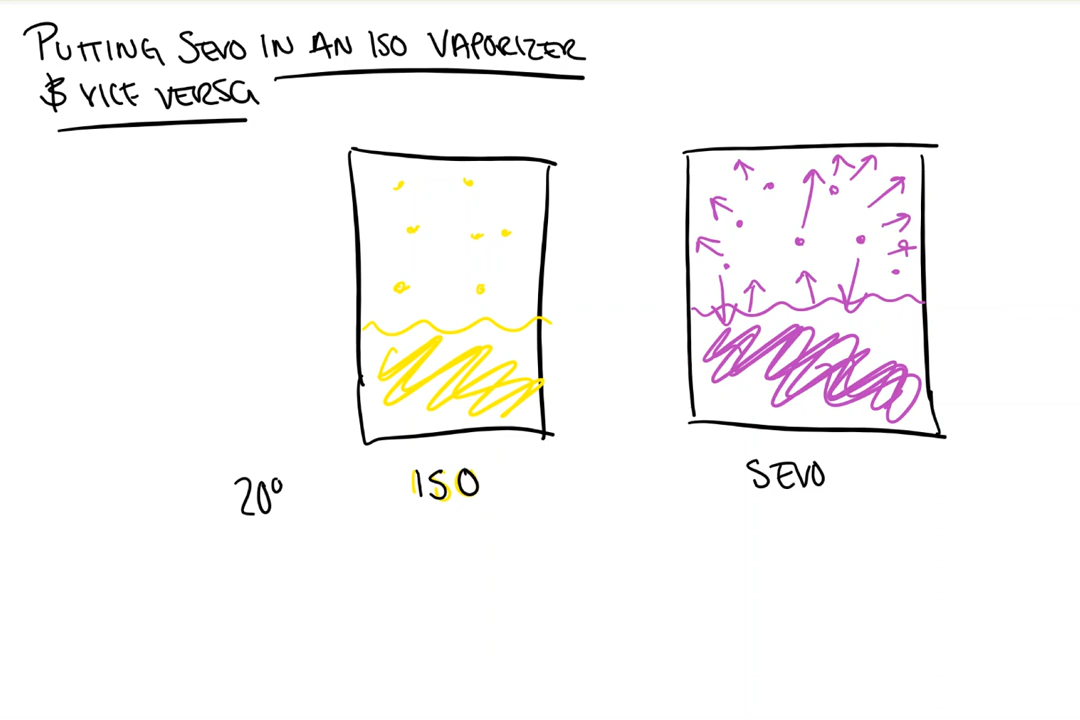 PUTTING SEVO IN AN ISO VAPORIZER
& VICE VERSA
20°
ISO
SEVO